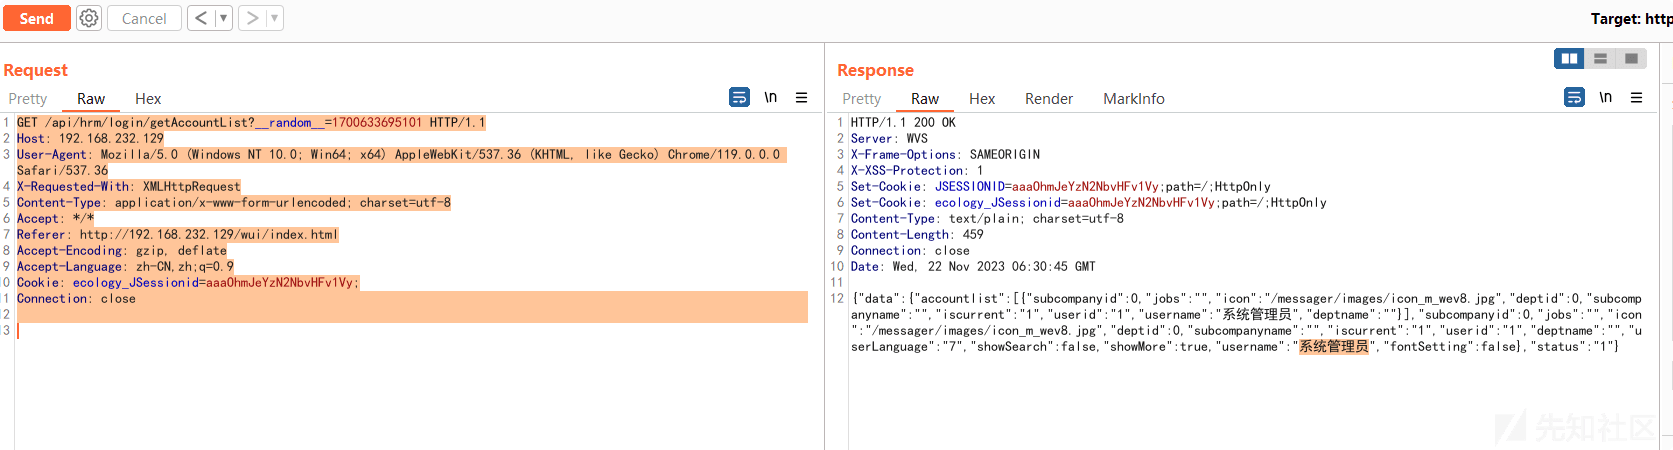 Send
Cancel
< ▼
> ▼
Target: http
Request
Pretty Raw Hex
\n
1 GET /api/hrm/login/getAccountList?__random__=1700633695101 HTTP/1.1
2 Host: 192.168.232.129
3 User-Agent: Mozilla/5.0 (Windows NT 10.0; Win64; x64) AppleWebKit/537.36 (KHTML, like Gecko) Chrome/119.0.0.0
Safari/537.36
4 X-Requested-With: XMLHttpRequest
5 Content-Type: application/x-www-form-urlencoded; charset=utf-8
6 Accept: */*
7 Referer: http://192.168.232.129/wui/index.html
8 Accept-Encoding: gzip, deflate
9 Accept-Language: zh-CN,zh;q=0.9
10 Cookie: ecology_JSessionid=aaa0hmJeYzN2NbvHFv1Vy;
11 Connection: close
12
13
Response
Pretty Raw Hex Render MarkInfo
\n
1 HTTP/1.1 200 OK
2 Server: WVS
3 X-Frame-Options: SAMEORIGIN
4 X-XSS-Protection: 1
5 Set-Cookie: JSESSIONID=aaa0hmJeYzN2NbvHFv1Vy;path=/;HttpOnly
6 Set-Cookie: ecology_JSessionid=aaa0hmJeYzN2NbvHFv1Vy;path=/;HttpOnly
7 Content-Type: text/plain; charset=utf-8
8 Content-Length: 459
9 Connection: close
10 Date: Wed, 22 Nov 2023 06:30:45 GMT
11
12 {"data":{"accountlist":[{"subcompanyid":0,"jobs":"","icon":"/messager/images/icon_m_wev8.jpg","deptid":0,"subcomp
anyname":"","iscurrent":"1","userid":"1","username":"系统管理员","deptname":""}],"subcompanyid":0,"jobs":"","icon
":"/messager/images/icon_m_wev8.jpg","deptid":0,"subcompanyname":"","iscurrent":"1","userid":"1","deptname":"","u
serLanguage":"7","showSearch":false,"showMore":true,"username":"系统管理员","fontSetting":false},"status":"1"}
先知社区